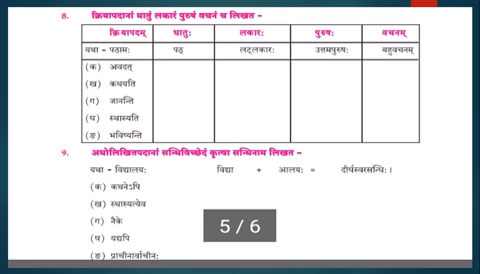 8. क्रियापदानां धातुं लकारं पुरुषं वचनं च लिखत –
क्रियापदम् धातुः लकारः पुरुषः वचनम्
यथा – पठामः पठ् लट्लकारः उत्तमपुरुषः बहुवचनम्
(क) अवदत्
(ख) कथयति
(ग) जानन्ति
(घ) स्थास्यति
(ङ) भविष्यन्ति
9. अधोलिखितपदानां सन्धिविच्छेदं कृत्वा सन्धिनाम लिखत –
यथा – विद्यालयः विद्या + आलयः = दीर्घस्वरसन्धिः ।
(क) कथनेऽपि
(ख) स्थास्यत्येव
(ग) नैके
(घ) यद्यपि
(ङ) प्राचीनार्वाचीनः
5 / 6